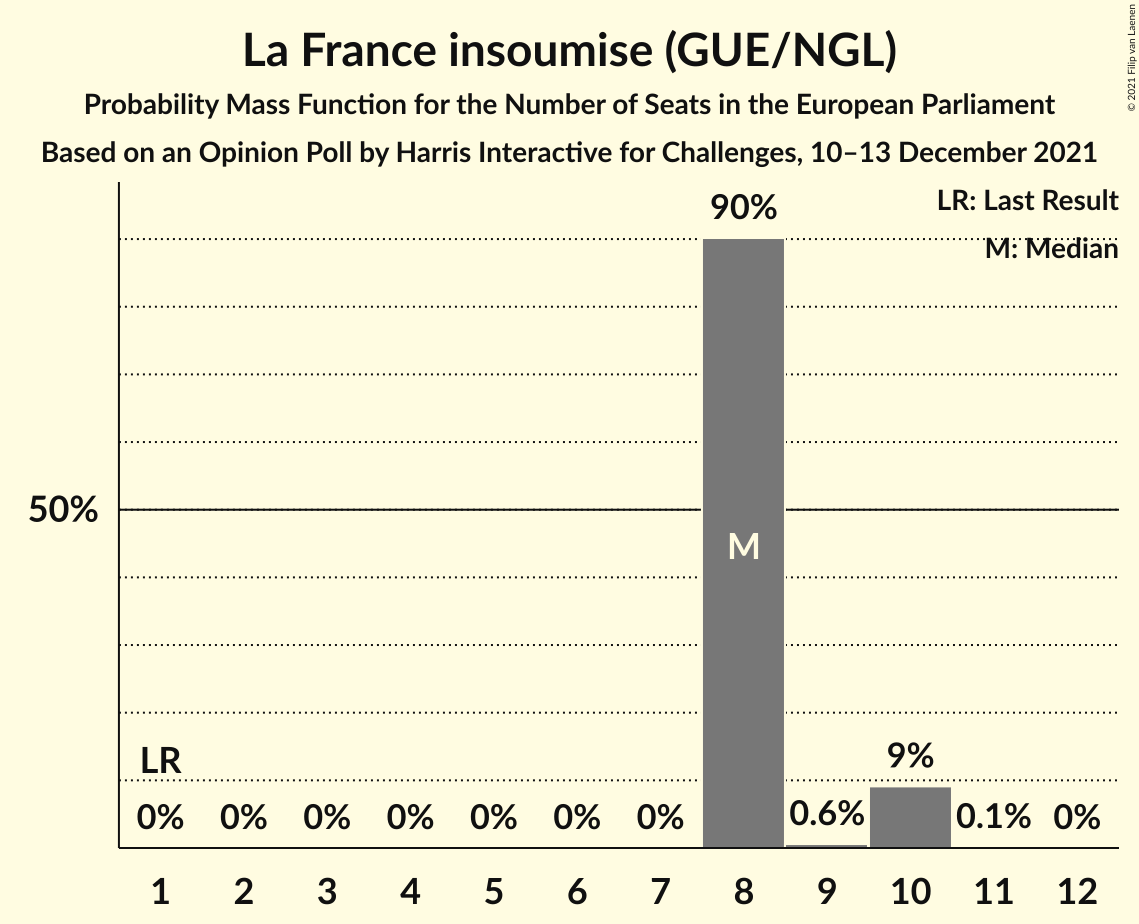 La France insoumise (GUE/NGL)
Probability Mass Function for the Number of Seats in the European Parliament
Based on an Opinion Poll by Harris Interactive for Challenges, 10–13 December 2021
© 2021 Filip van Laenen
LR: Last Result
M: Median
90%
50%
M
LR
9%
0% 0% 0% 0% 0% 0% 0% 0.6% 0.1% 0%
1 2 3 4 5 6 7 8 9 10 11 12